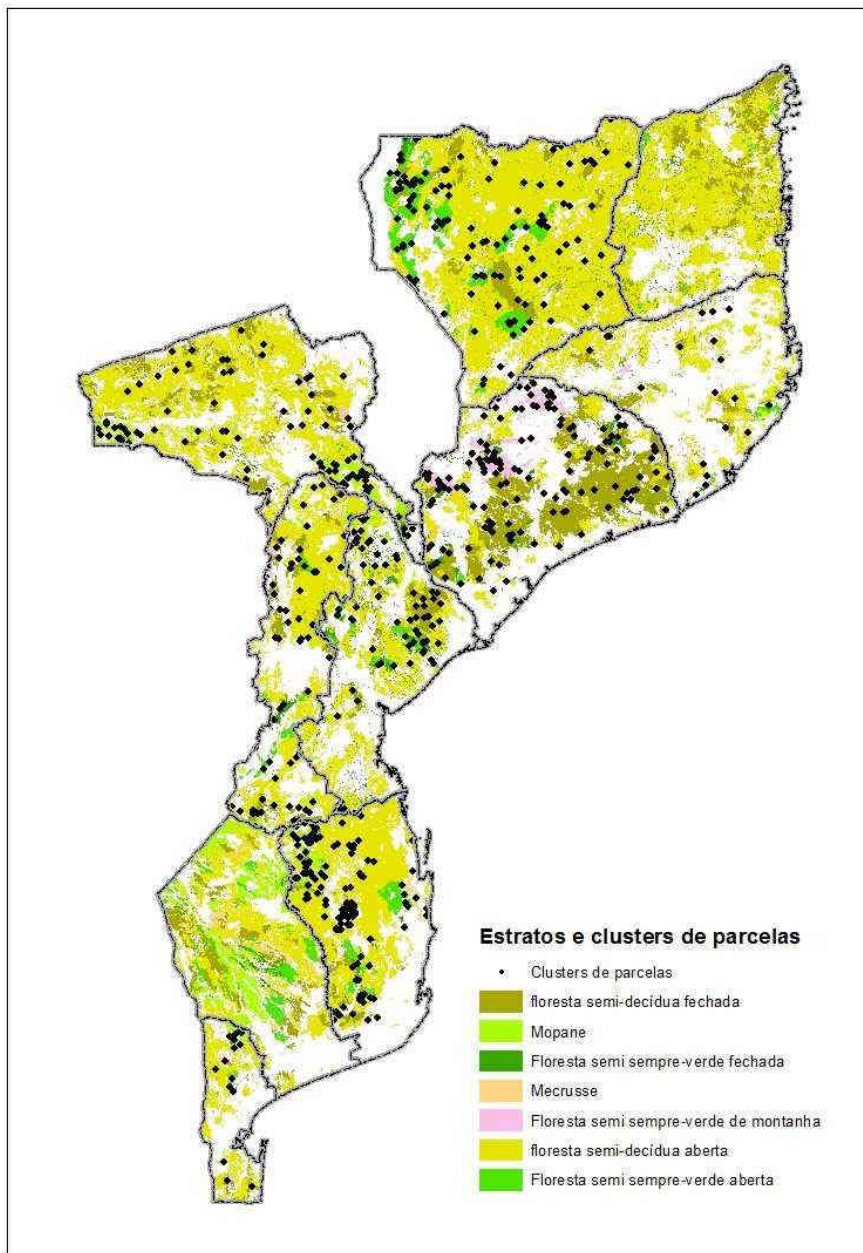 Estratos e clusters de parcelas
Clusters de parcelas
floresta semi-decídua fechada
Mopane
Floresta semi sempre-verde fechada
Mecrusse
Floresta semi sempre-verde de montanha
floresta semi-decídua aberta
Floresta semi sempre-verde aberta